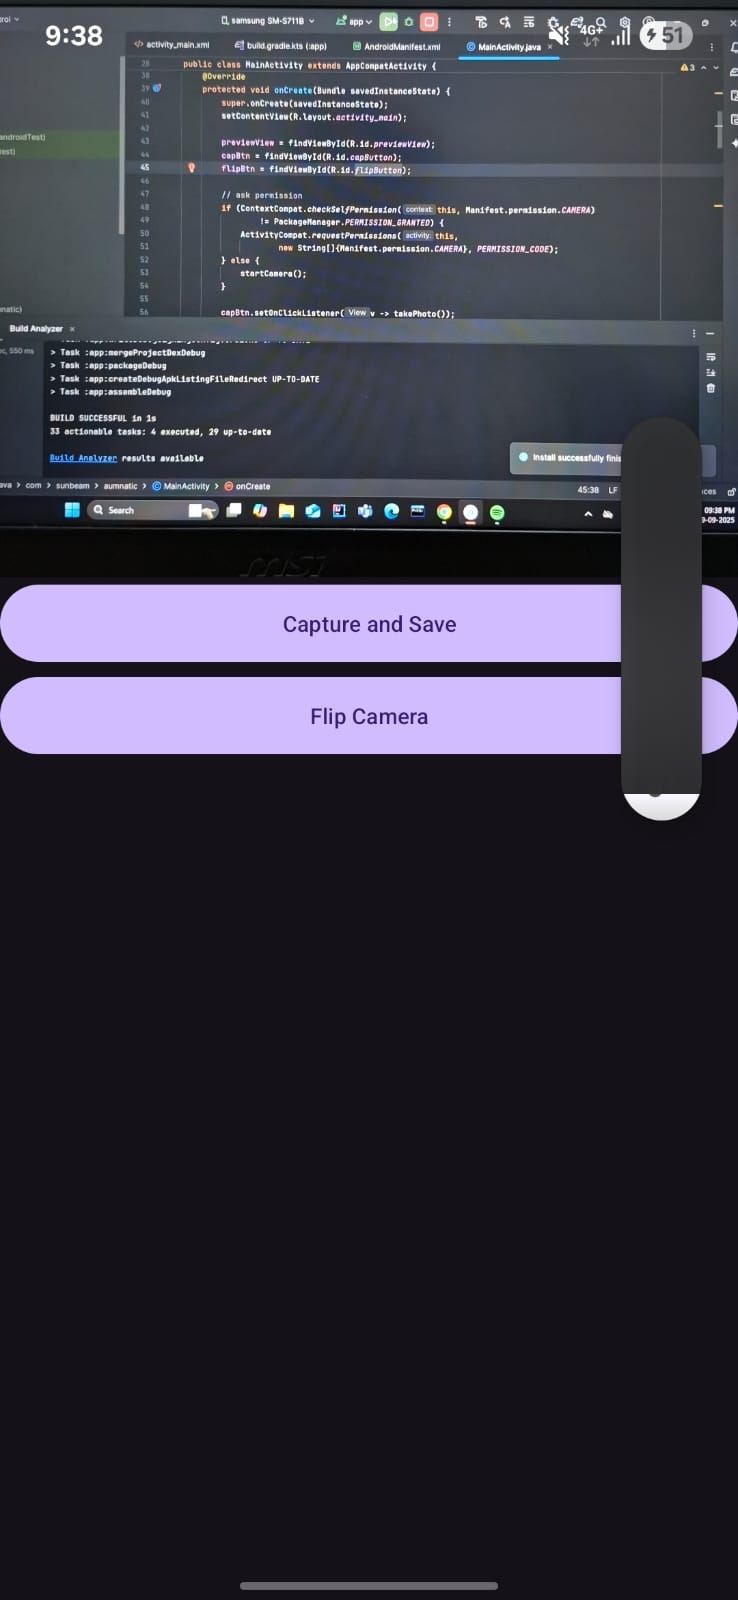 9:38
4G+
51
rol
samsung SM-S711B
app
activity_main.xml
build.gradle.kts (:app)
AndroidManifest.xml
MainActivity.java
28 public class MainActivity extends AppCompatActivity {
3
38 @Override
39 protected void onCreate(Bundle savedInstanceState) {
40 super.onCreate(savedInstanceState);
41 setContentView(R.layout.activity_main);
42
androidTest)
43 previewView = findViewById(R.id.previewView);
est)
44 capBtn = findViewById(R.id.capButton);
45 flipBtn = findViewById(R.id.flipButton);
46
47 // ask permission
48 if (ContextCompat.checkSelfPermission( context: this, Manifest.permission.CAMERA)
49 != PackageManager.PERMISSION_GRANTED) {
50 ActivityCompat.requestPermissions( activity: this,
51 new String[]{Manifest.permission.CAMERA}, PERMISSION_CODE);
52 } else {
53 startCamera();
54 }
55
nnatic)
56 capBtn.setOnClickListener( View v -> takePhoto());
Build Analyzer
c, 550 ms
> Task :app:mergeProjectDexDebug
> Task :app:packageDebug
> Task :app:createDebugApkListingFileRedirect UP-TO-DATE
> Task :app:assembleDebug
BUILD SUCCESSFUL in 1s
33 actionable tasks: 4 executed, 29 up-to-date
Build Analyzer results available
Install successfully finis
ava > com > sunbeam > aumnatic > MainActivity > onCreate
45:38 LF
ces
Search
09:38 PM
9-09-2025
msi
Capture and Save
Flip Camera